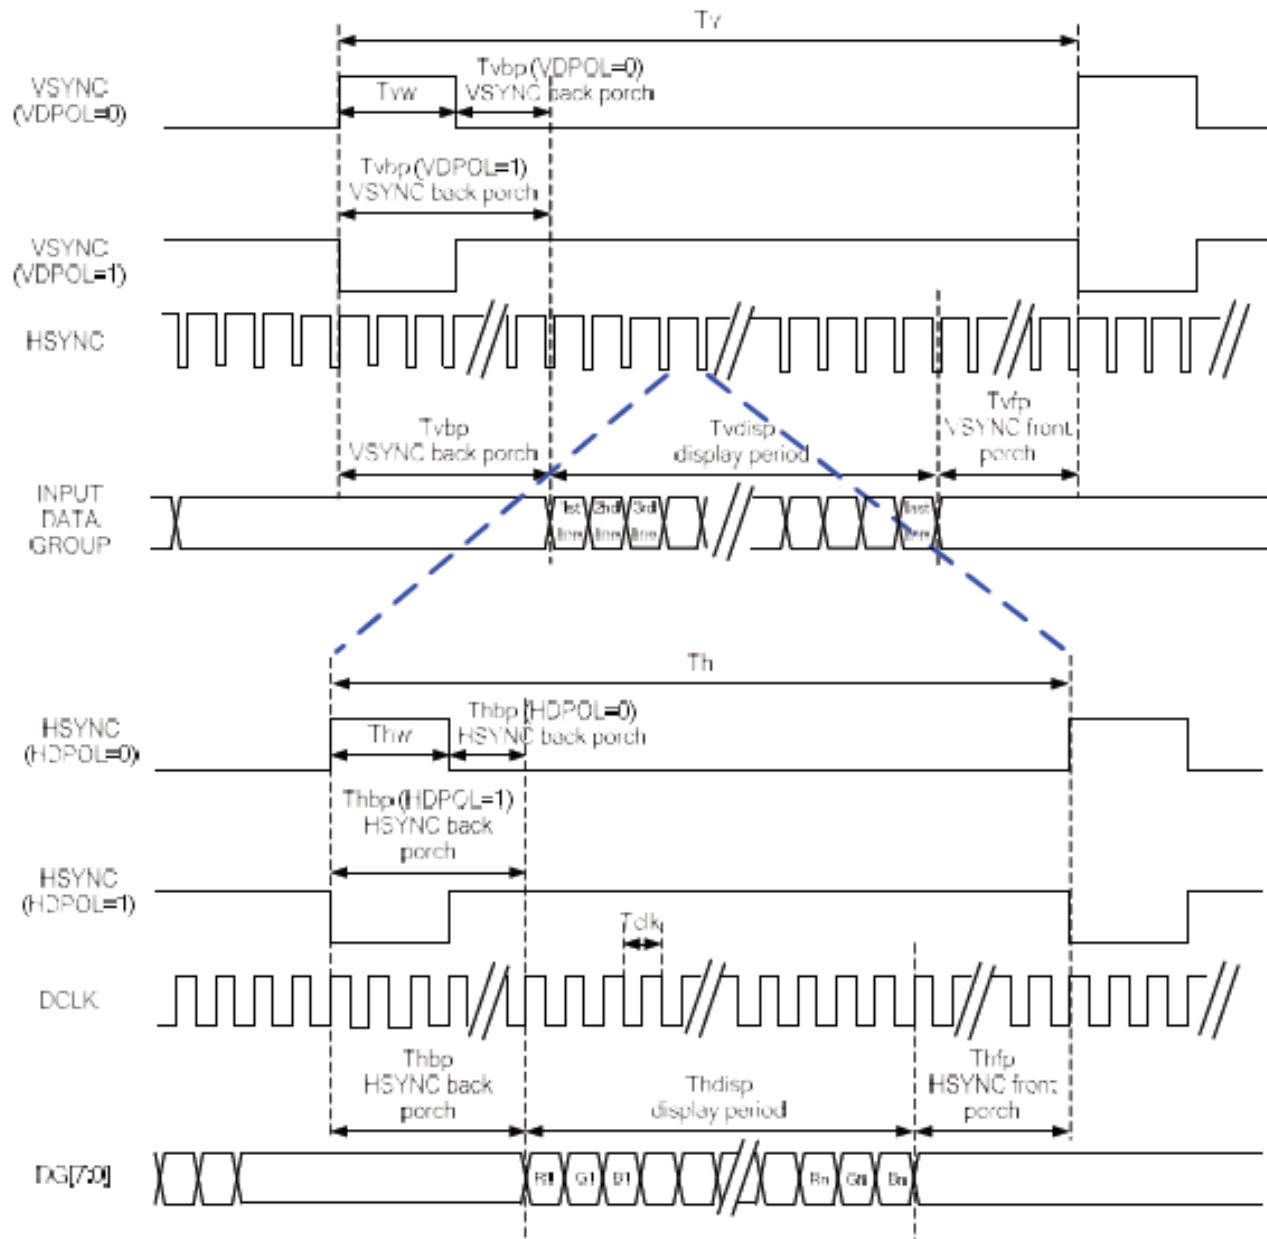 Tv
VSYNC
(VDPOL=0)
Tvw
Tvbp (VDPOL=0)
VSYNC back porch
Tvbp (VDPOL=1)
VSYNC back porch
VSYNC
(VDPOL=1)
HSYNC
Tvbp
VSYNC back porch
Tvdisp
display period
Tvfp
VSYNC front
porch
INPUT
DATA
GROUP
1st
line
2nd
line
3rd
line
last
line
Th
HSYNC
(HDPOL=0)
Thw
Thbp (HDPOL=0)
HSYNC back porch
Thbp (HDPOL=1)
HSYNC back
porch
HSYNC
(HDPOL=1)
Tclk
DCLK
Thbp
HSYNC back
porch
Thdisp
display period
Thfp
HSYNC front
porch
DG[7:0]
R1
G1
B1
Rn
Gn
Bn